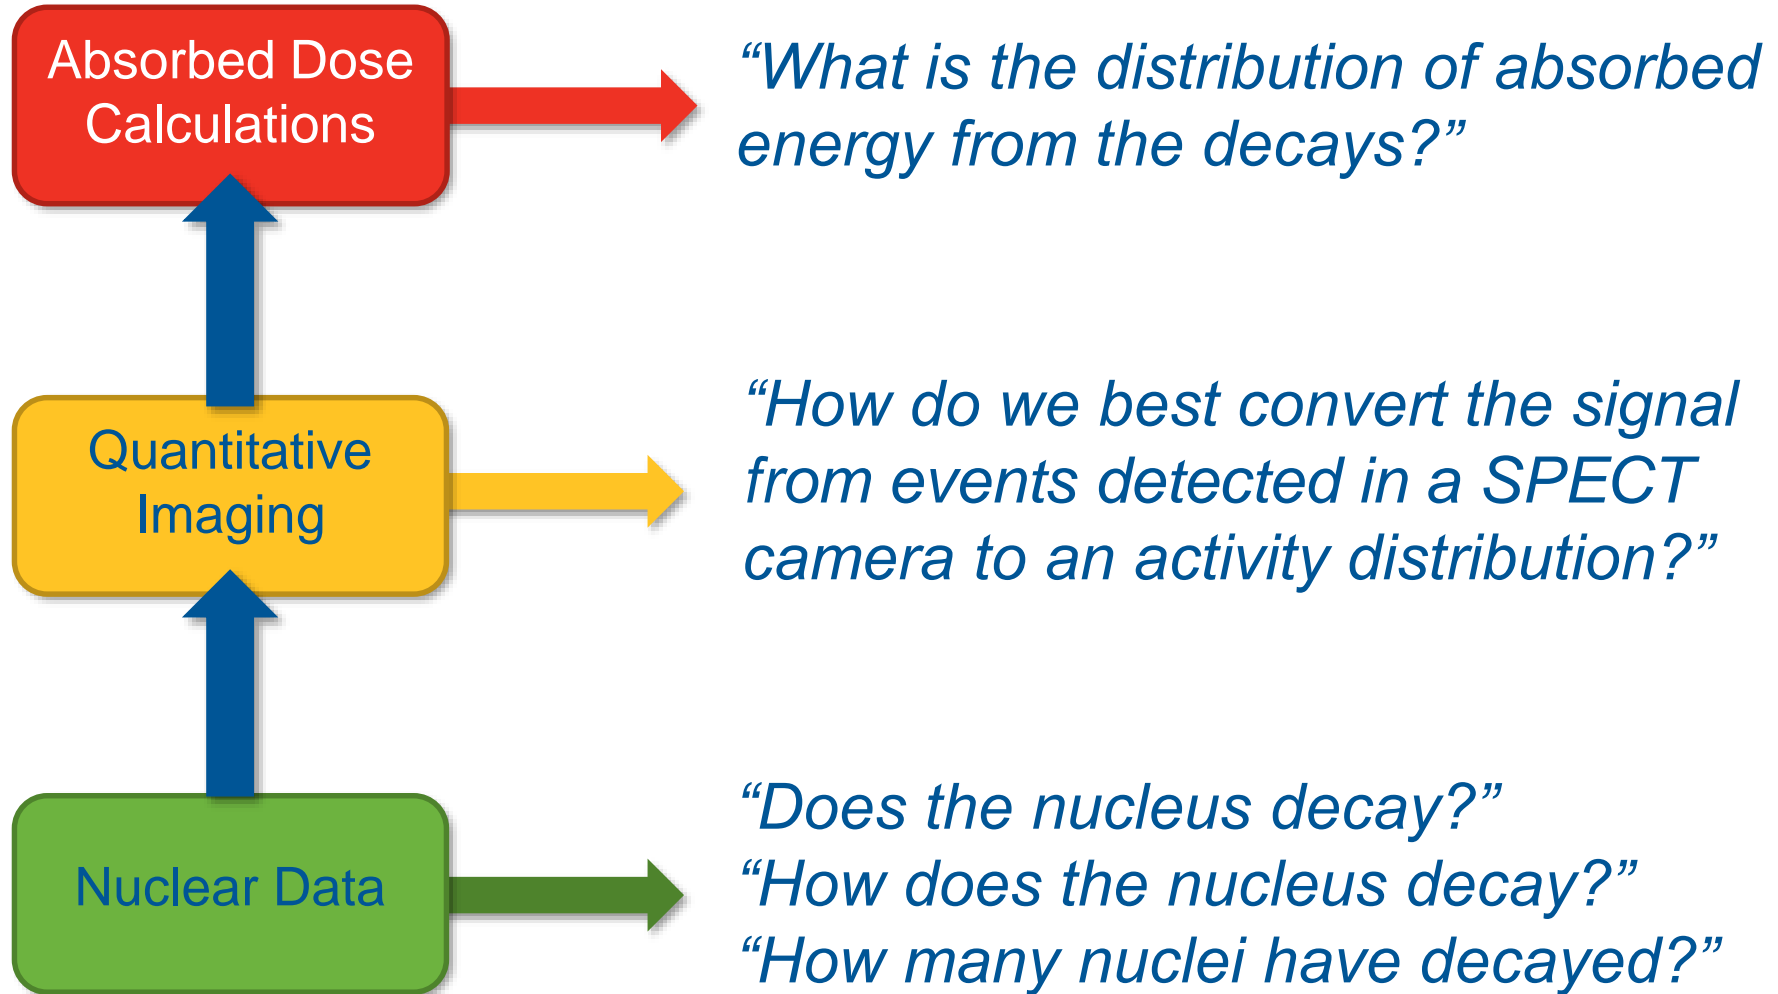 Absorbed Dose
Calculations
“What is the distribution of absorbed
energy from the decays?”
Quantitative
Imaging
“How do we best convert the signal
from events detected in a SPECT
camera to an activity distribution?”
Nuclear Data
“Does the nucleus decay?”
“How does the nucleus decay?”
“How many nuclei have decayed?”